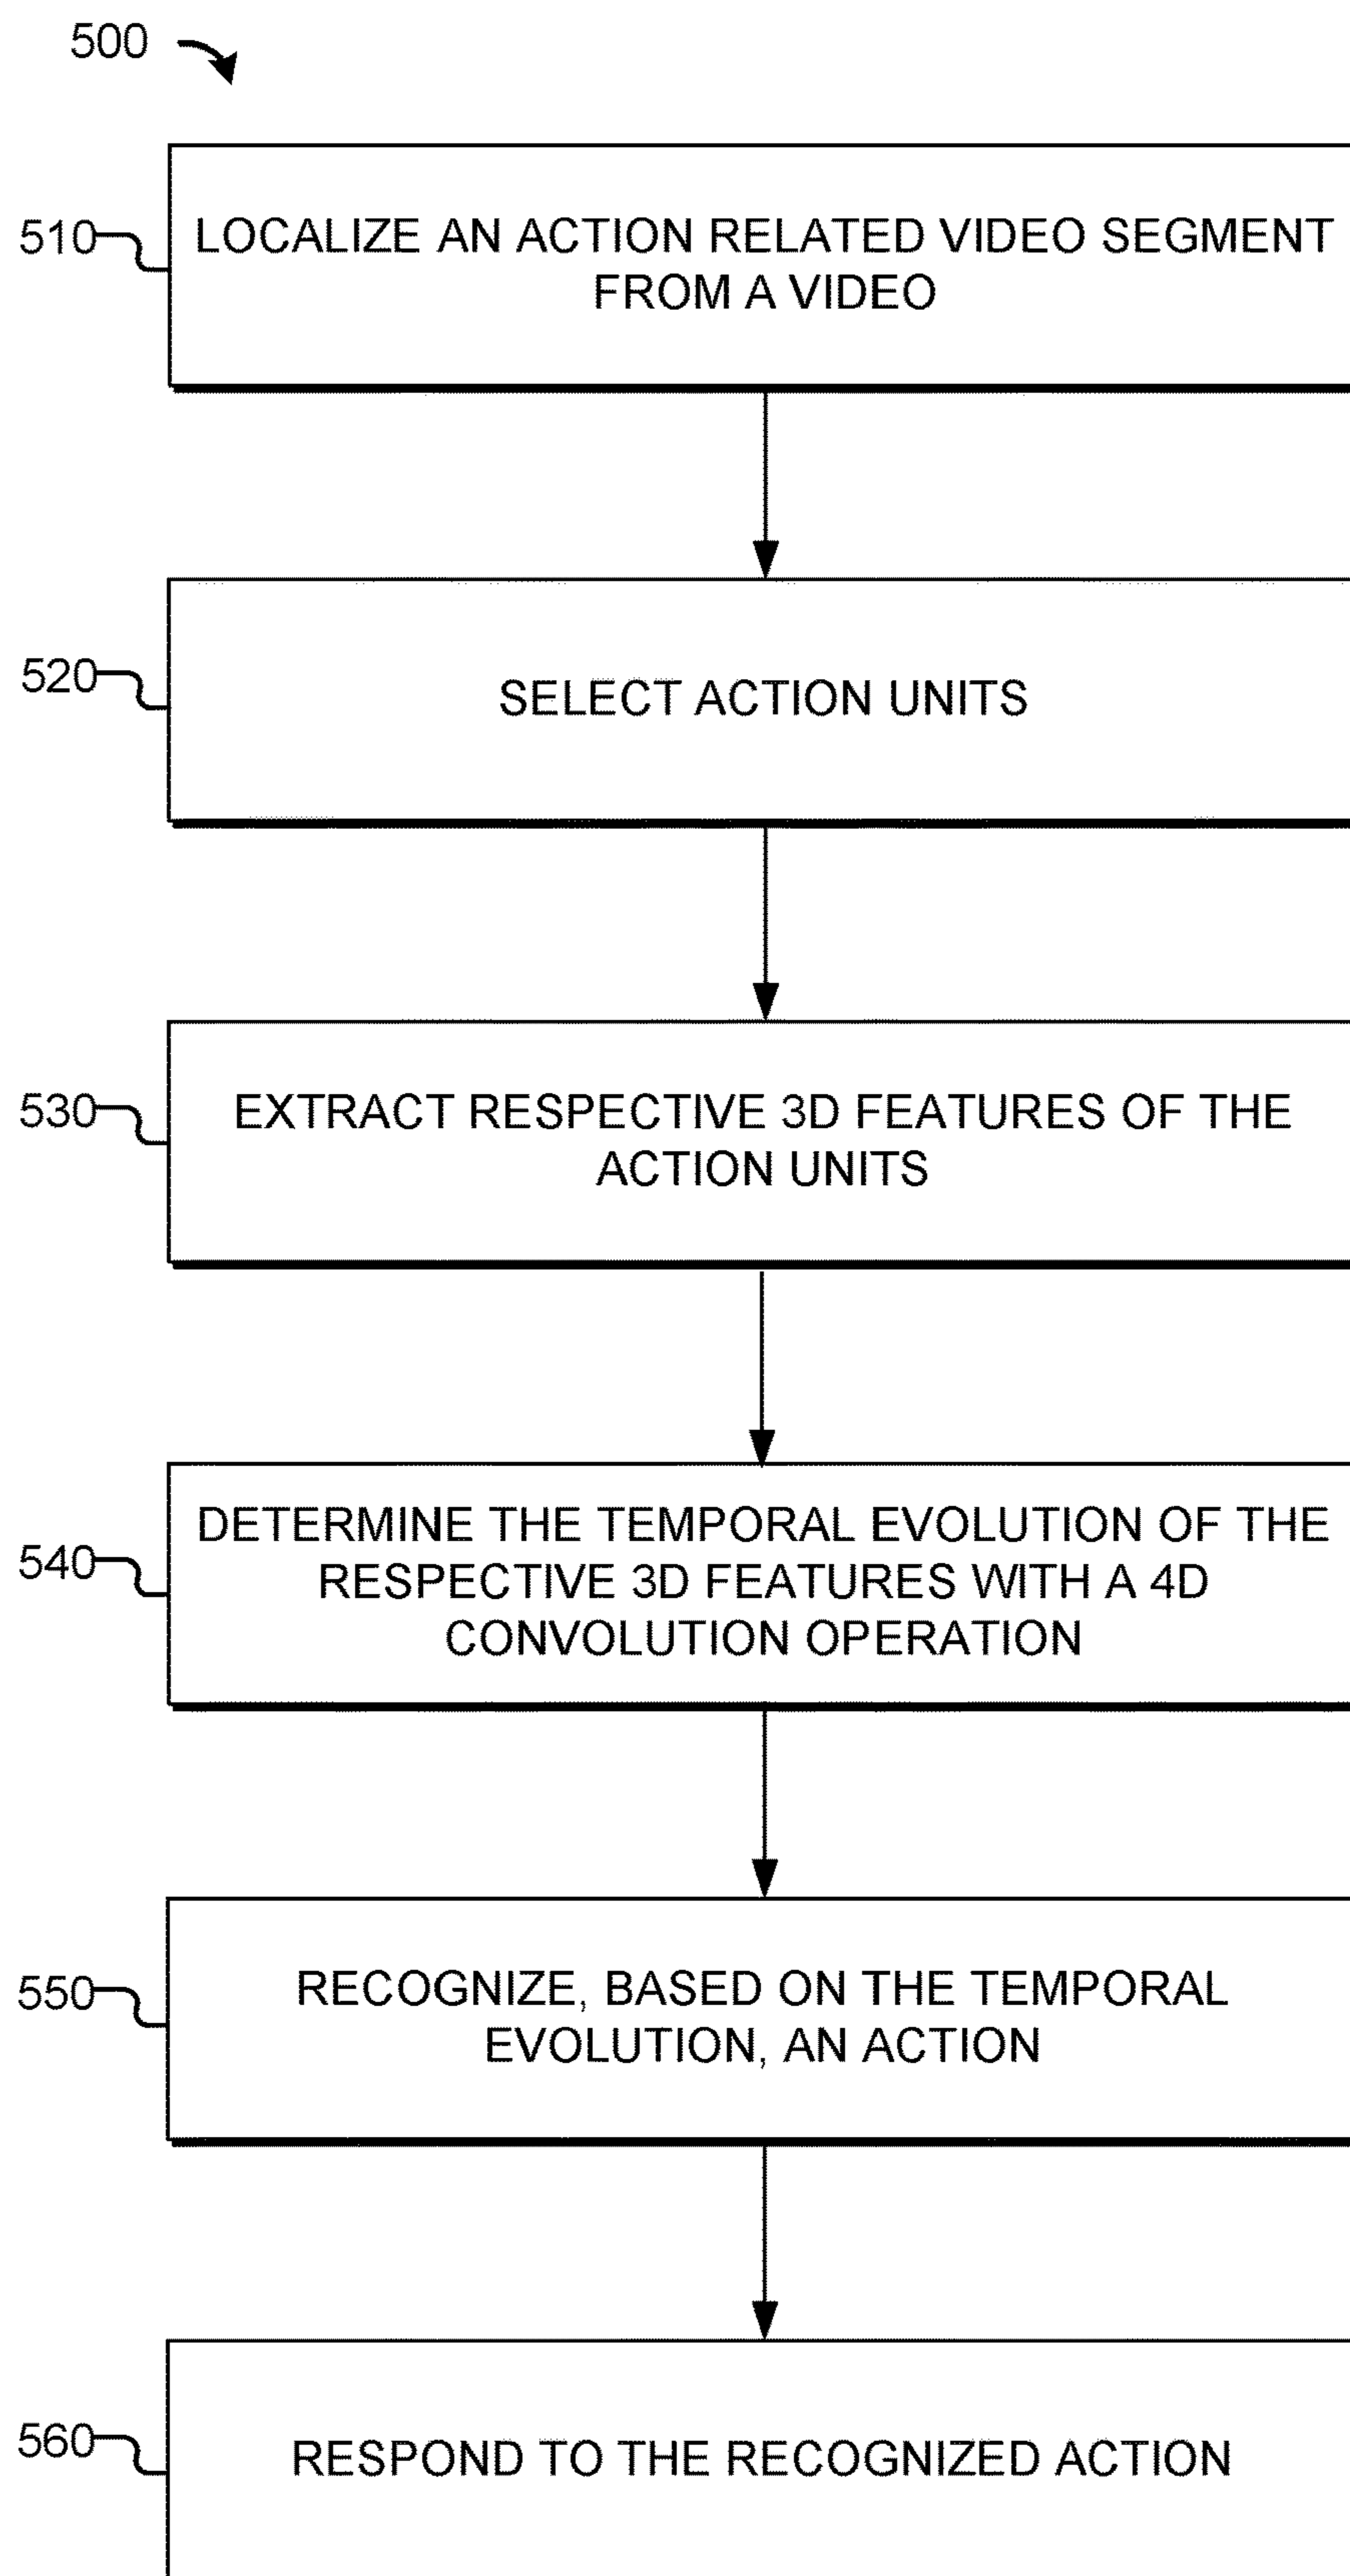 500
510
LOCALIZE AN ACTION RELATED VIDEO SEGMENT
FROM A VIDEO
520
SELECT ACTION UNITS
530
EXTRACT RESPECTIVE 3D FEATURES OF THE
ACTION UNITS
540
DETERMINE THE TEMPORAL EVOLUTION OF THE
RESPECTIVE 3D FEATURES WITH A 4D
CONVOLUTION OPERATION
550
RECOGNIZE, BASED ON THE TEMPORAL
EVOLUTION, AN ACTION
560
RESPOND TO THE RECOGNIZED ACTION